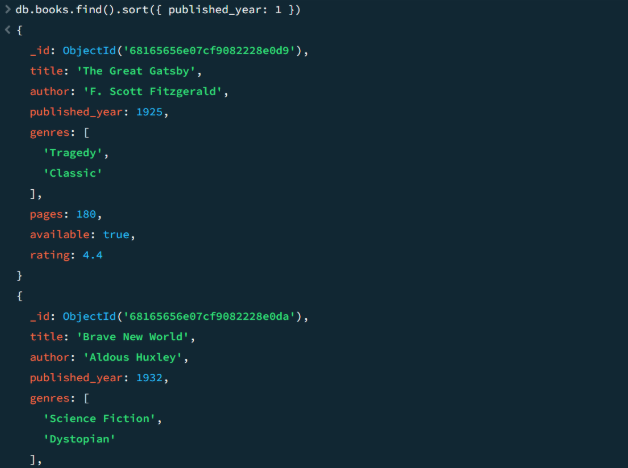 > db.books.find().sort({ published_year: 1 })
< {
_id: ObjectId('68165656e07cf9082228e0d9'),
title: 'The Great Gatsby',
author: 'F. Scott Fitzgerald',
published_year: 1925,
genres: [
'Tragedy',
'Classic'
],
pages: 180,
available: true,
rating: 4.4
}
{
_id: ObjectId('68165656e07cf9082228e0da'),
title: 'Brave New World',
author: 'Aldous Huxley',
published_year: 1932,
genres: [
'Science Fiction',
'Dystopian'
],